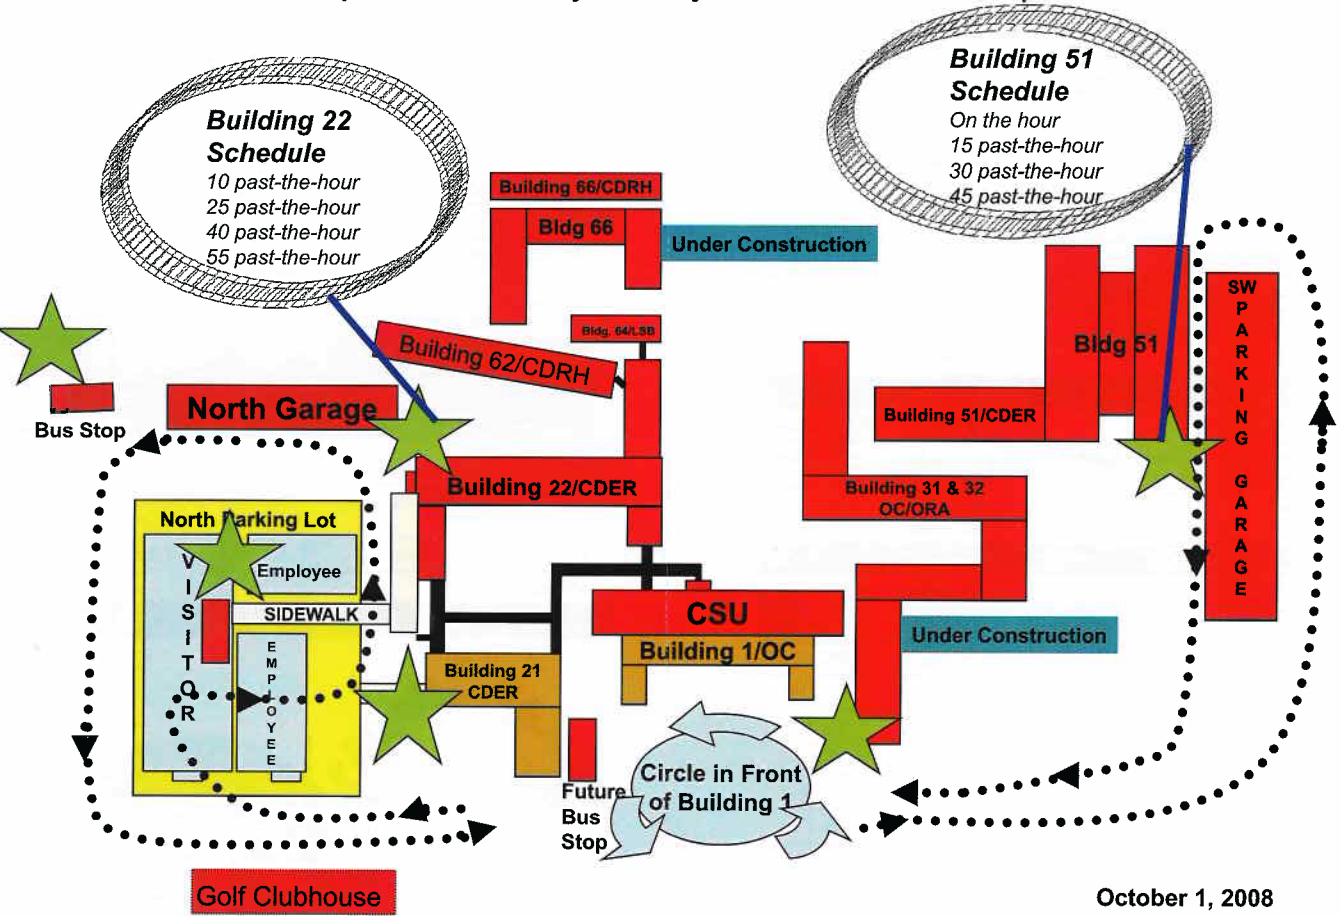 Building 51
Schedule
On the hour
15 past-the-hour
30 past-the-hour
45 past-the-hour
Building 22
Schedule
10 past-the-hour
25 past-the-hour
40 past-the-hour
55 past-the-hour
Building 66/CDRH
Bldg 66
Under Construction
SW
PARKING
GARAGE
Bldg. 64/LSB
Building 62/CDRH
Bldg 51
North Garage
Building 51/CDER
Bus Stop
Building 22/CDER
Building 31 & 32
OC/ORA
North Parking Lot
VISITOR
Employee
SIDEWALK
EMPLOYEE
CSU
Building 1/OC
Under Construction
Building 21
CDER
Circle in Front
of Building 1
Future
Bus
Stop
Golf Clubhouse
October 1, 2008